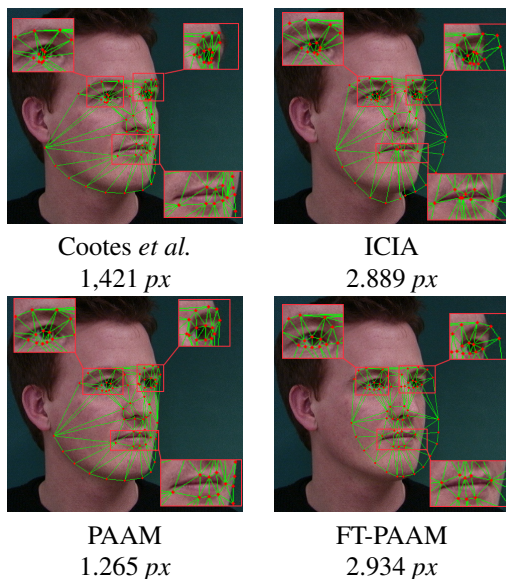 Cootes et al.
ICIA
1,421 px
2.889 px
PAAM
FT-PAAM
1.265 px
2.934 px